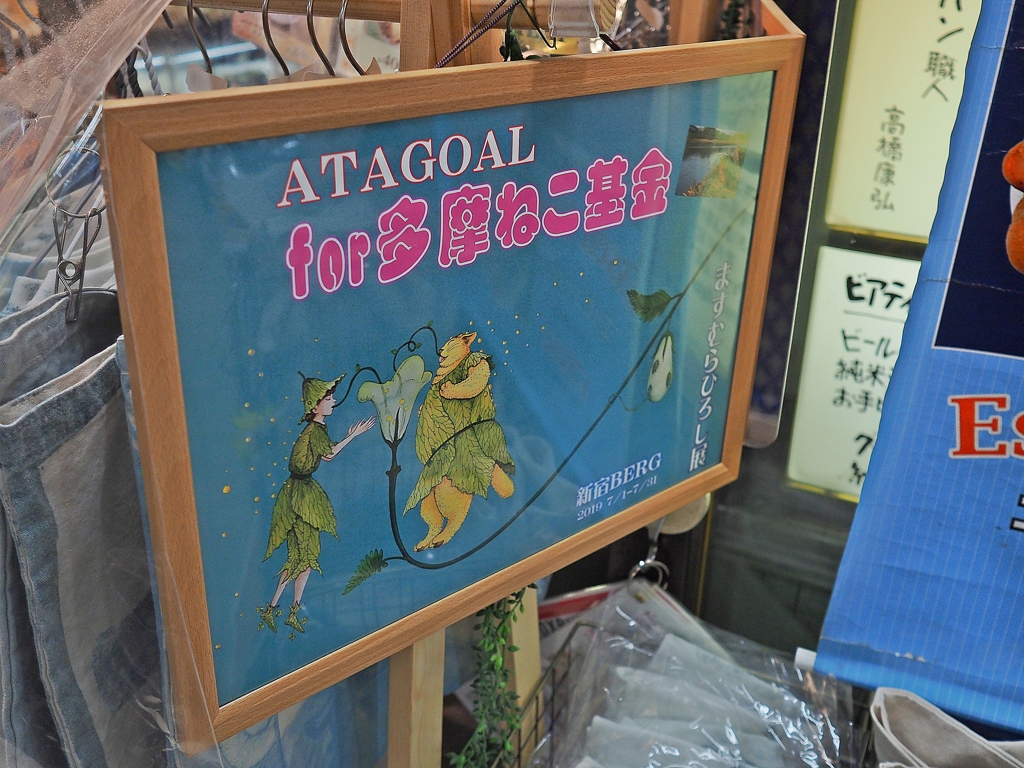 ATAGOAL
for多摩ねこ基金
ますむらひろし展
新宿BERG
2019 7/1-7/31
パン職人
高橋康弘
ビアテ
ビール
純米
お手
Es